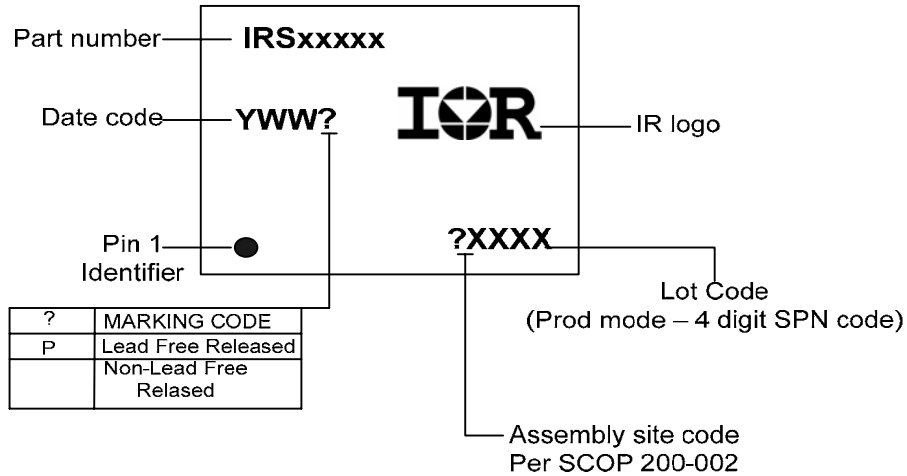 Part number
IRSxxxxx
Date code
YWW?
IOR
IR logo
Pin 1
Identifier
?XXXX
Lot Code
(Prod mode – 4 digit SPN code)
? MARKING CODE
P Lead Free Released
Non-Lead Free
Relased
Assembly site code
Per SCOP 200-002